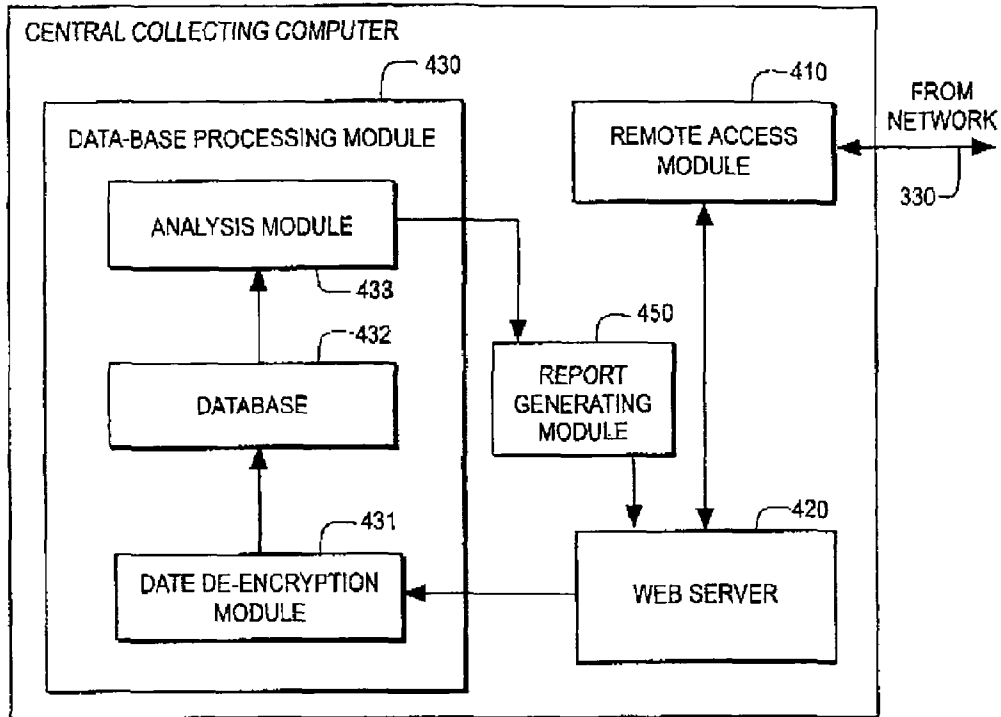 CENTRAL COLLECTING COMPUTER
430
DATA-BASE PROCESSING MODULE
ANALYSIS MODULE
433
432
DATABASE
431
DATE DE-ENCRYPTION
MODULE
410
REMOTE ACCESS
MODULE
FROM
NETWORK
330
450
REPORT
GENERATING
MODULE
420
WEB SERVER